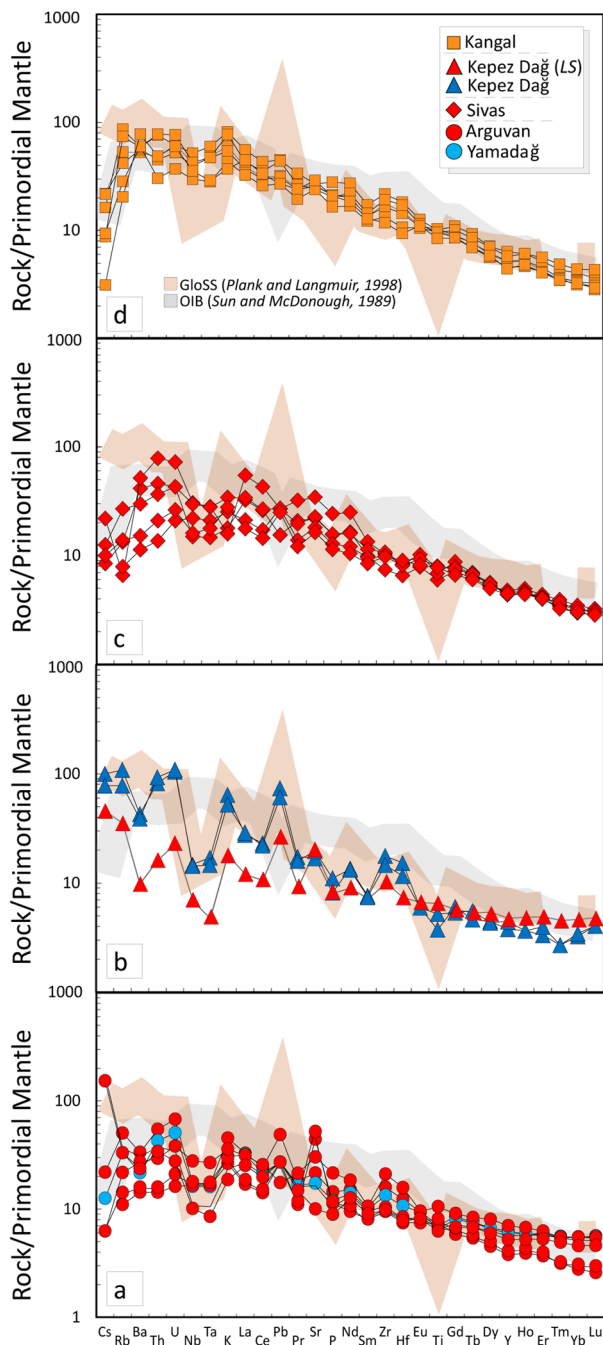 1000
100
10
Rock/Primordial Mantle
Kangal
Kepez Dağ (LS)
Kepez Dağ
Sivas
Arguvan
Yamadağ
GloSS (Plank and Langmuir, 1998)
OIB (Sun and McDonough, 1989)
d
1000
100
10
Rock/Primordial Mantle
c
1000
100
10
Rock/Primordial Mantle
b
1000
100
10
1
Rock/Primordial Mantle
a
Cs Rb Ba Th U Nb Ta K La Ce Pb Pr Sr P Nd Sm Zr Hf Eu Ti Gd Tb Dy Y Ho Er Tm Yb Lu